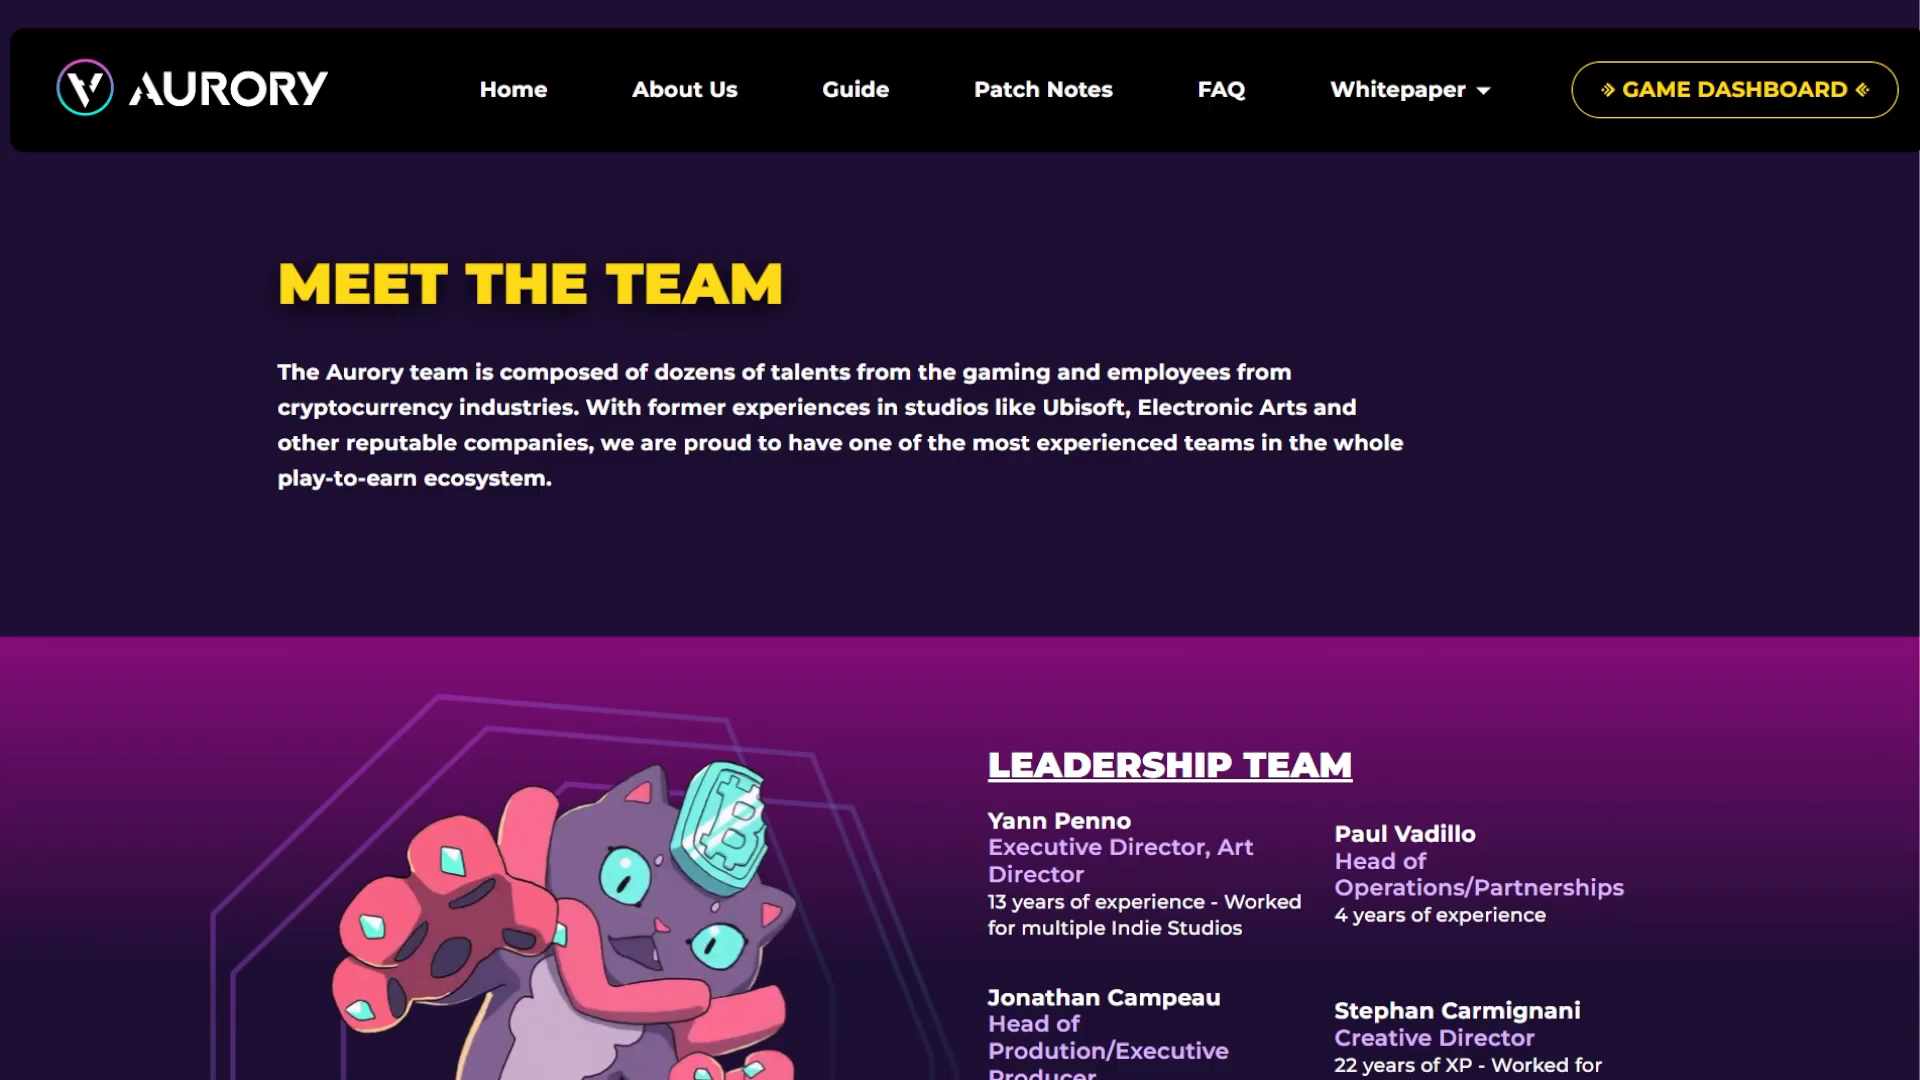 AURORY
Home
About Us
Guide
Patch Notes
FAQ
Whitepaper
GAME DASHBOARD
MEET THE TEAM
The Aurory team is composed of dozens of talents from the gaming and employees from
cryptocurrency industries. With former experiences in studios like Ubisoft, Electronic Arts and
other reputable companies, we are proud to have one of the most experienced teams in the whole
play-to-earn ecosystem.
LEADERSHIP TEAM
Yann Penno
Executive Director, Art
Director
13 years of experience - Worked
for multiple Indie Studios
Paul Vadillo
Head of
Operations/Partnerships
4 years of experience
Jonathan Campeau
Head of
Prodution/Executive
Producer
Stephan Carmignani
Creative Director
22 years of XP - Worked for